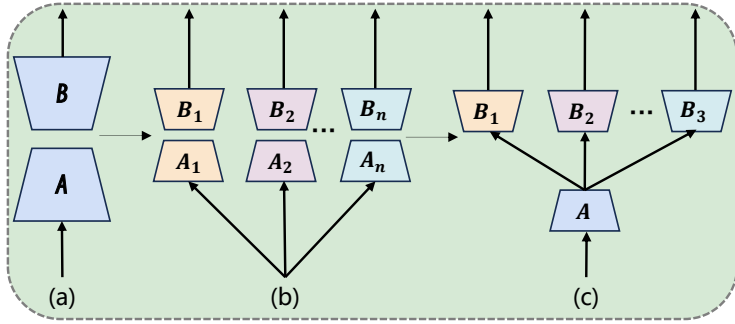 B B₁ B₂ ... Bₙ B₁ B₂ ... B₃
A A₁ A₂ Aₙ A
(a) (b) (c)